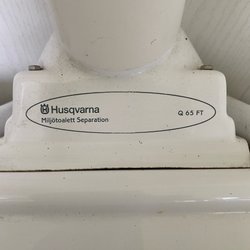 Husqvarna
Miljötoalett Separation
Q 65 FT